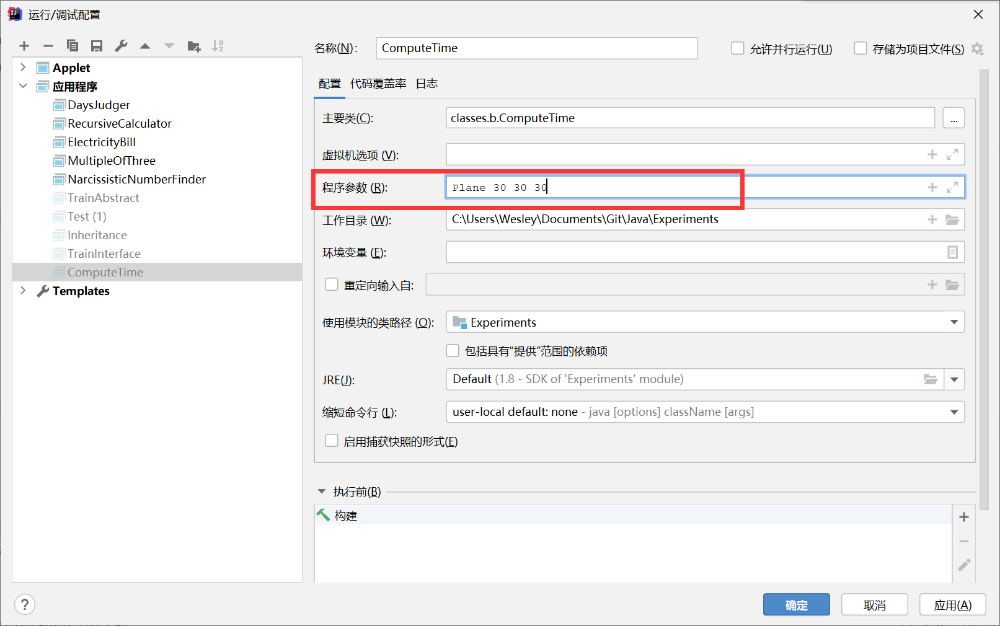 运行/调试配置
名称(N)： ComputeTime 允许并行运行(U) 存储为项目文件(S)
Applet
应用程序
DaysJudger
RecursiveCalculator
ElectricityBill
MultipleOfThree
NarcissisticNumberFinder
TrainAbstract
Test (1)
Inheritance
TrainInterface
ComputeTime
Templates
配置 代码覆盖率 日志
主要类(C): classes.b.ComputeTime ...
虚拟机选项 (V):
程序参数 (R): Plane 30 30 30
工作目录 (W): C:\Users\Wesley\Documents\Git\Java\Experiments
环境变量 (E):
重定向输入自:
使用模块的类路径 (O): Experiments
包括具有“提供”范围的依赖项
JRE(J): Default (1.8 - SDK of 'Experiments' module)
缩短命令行 (L): user-local default: none - java [options] className [args]
启用捕获快照的形式(E)
执行前(B)
构建
? 确定 取消 应用(A)